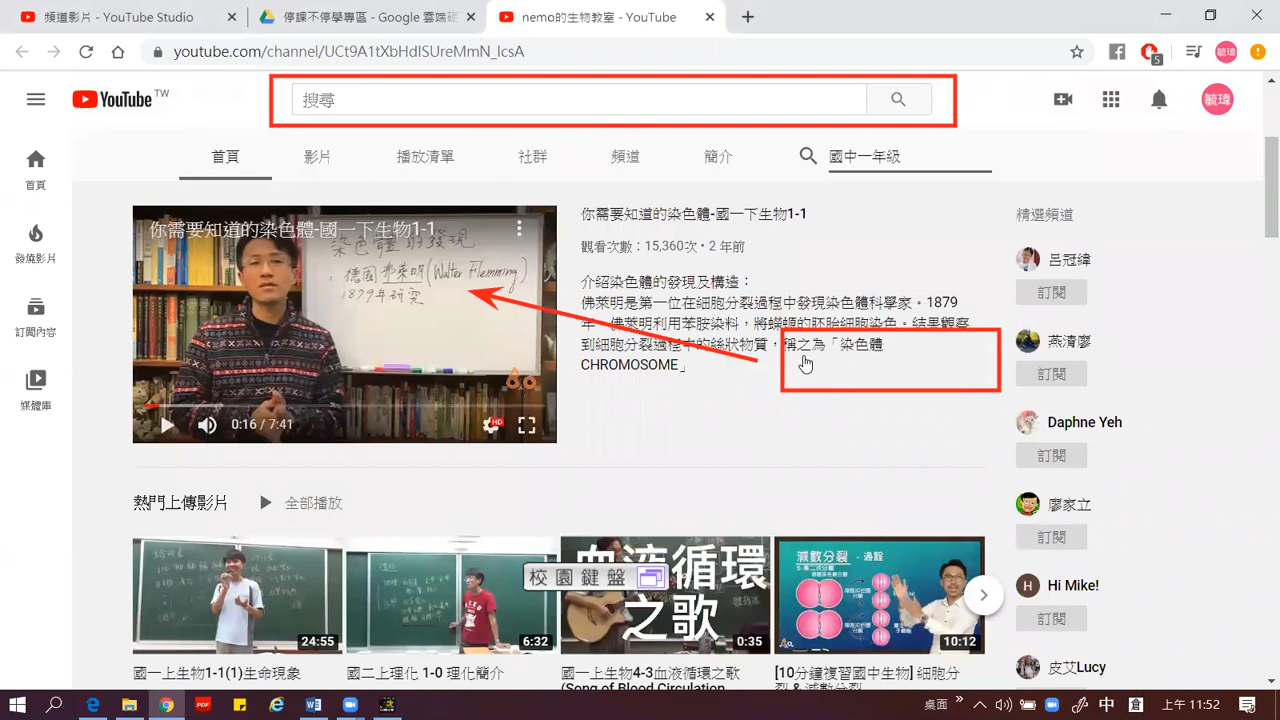 頻道影片 - YouTube Studio
停課不停學專區 - Google 雲端硬
nemo的生物教室 - YouTube
youtube.com/channel/UCt9A1tXbHdISUreMmN_IcsA
5
毓瑋
YouTube TW
搜尋
毓瑋
首頁
影片
播放清單
社群
頻道
簡介
國中一年級
首頁
發燒影片
訂閱內容
媒體庫
你需要知道的染色體-國一下生物1-1
染色體的發現
德國 弗萊明(Walter Flemming)
1879年研究
0:16 / 7:41
HD
你需要知道的染色體-國一下生物1-1
觀看次數：15,360次 • 2 年前
介紹染色體的發現及構造：
佛萊明是第一位在細胞分裂過程中發現染色體科學家。1879
年，佛萊明利用苯胺染料，將蠑螈的胚胎細胞染色。結果觀察
到細胞分裂過程中的絲狀物質，稱之為「染色體
CHROMOSOME」
精選頻道
呂冠緯
訂閱
燕清廖
訂閱
Daphne Yeh
訂閱
廖家立
訂閱
H
Hi Mike!
訂閱
皮艾Lucy
熱門上傳影片
全部播放
24:55
6:32
血液循環
之歌
0:35
減數分裂 - 過程
10:12
校園鍵盤
國一上生物1-1(1)生命現象
國二上理化 1-0 理化簡介
國一上生物4-3血液循環之歌
(Song of Blood Circulation
[10分鐘複習國中生物] 細胞分
裂 & 減數分裂
PDF
桌面
中
倉
上午 11:52